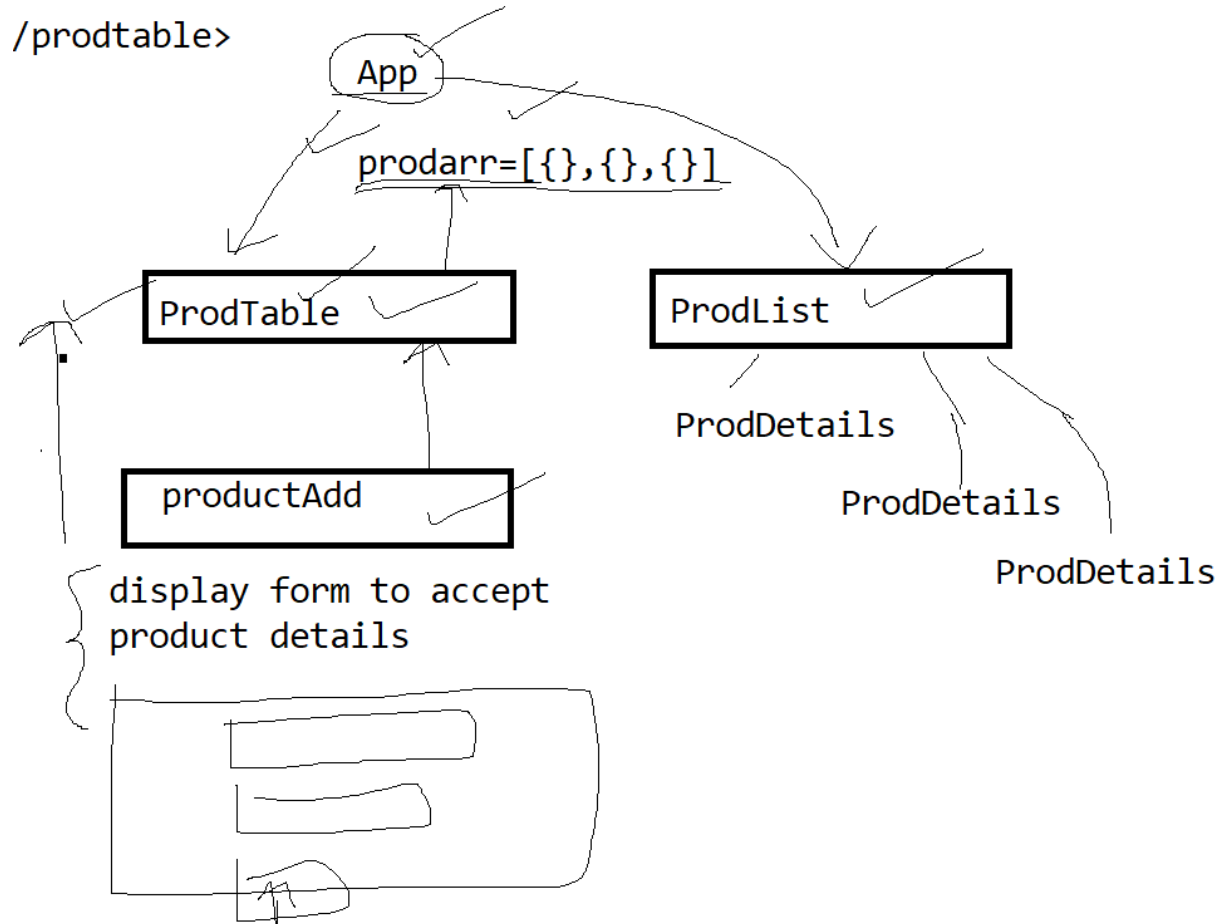 /prodtable>
App
prodarr=[{},{},{}]
ProdTable
ProdList
ProdDetails
productAdd
ProdDetails
ProdDetails
display form to accept
product details